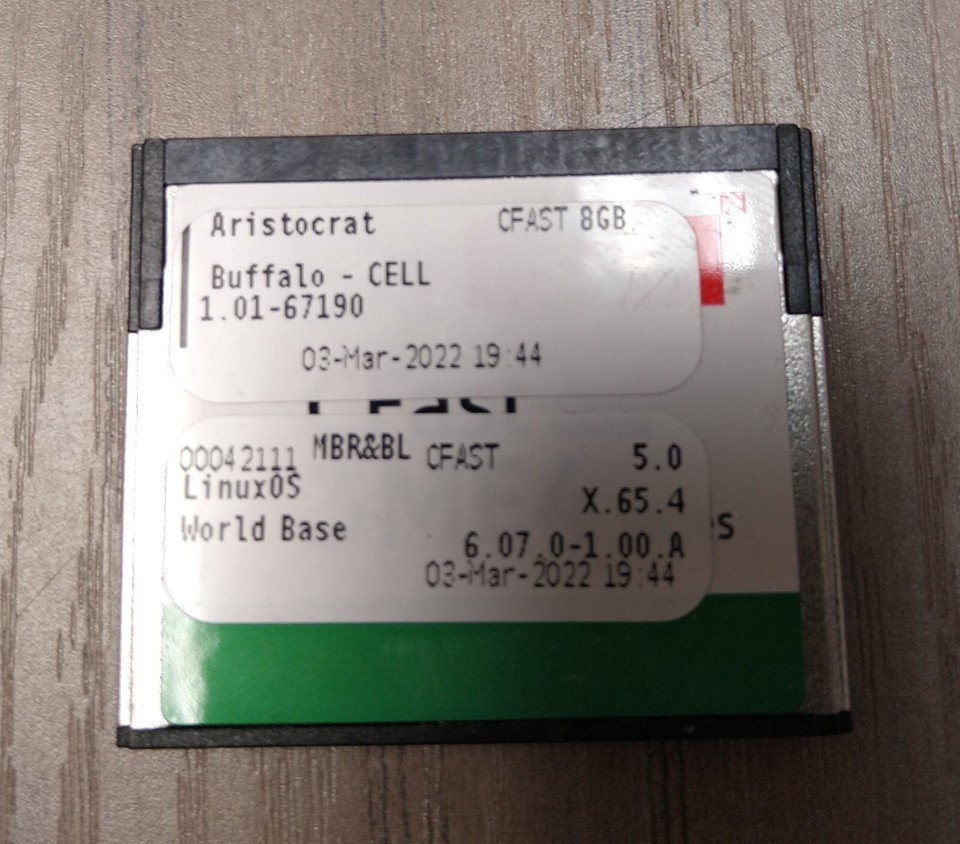 Aristocrat CFAST 8GB
Buffalo - CELL
1.01-67190
03-Mar-2022 19:44
00042111 MBR&BL CFAST 5.0
LinuxOS X.65.4
World Base
6.07.0-1.00.A
03-Mar-2022 19:44